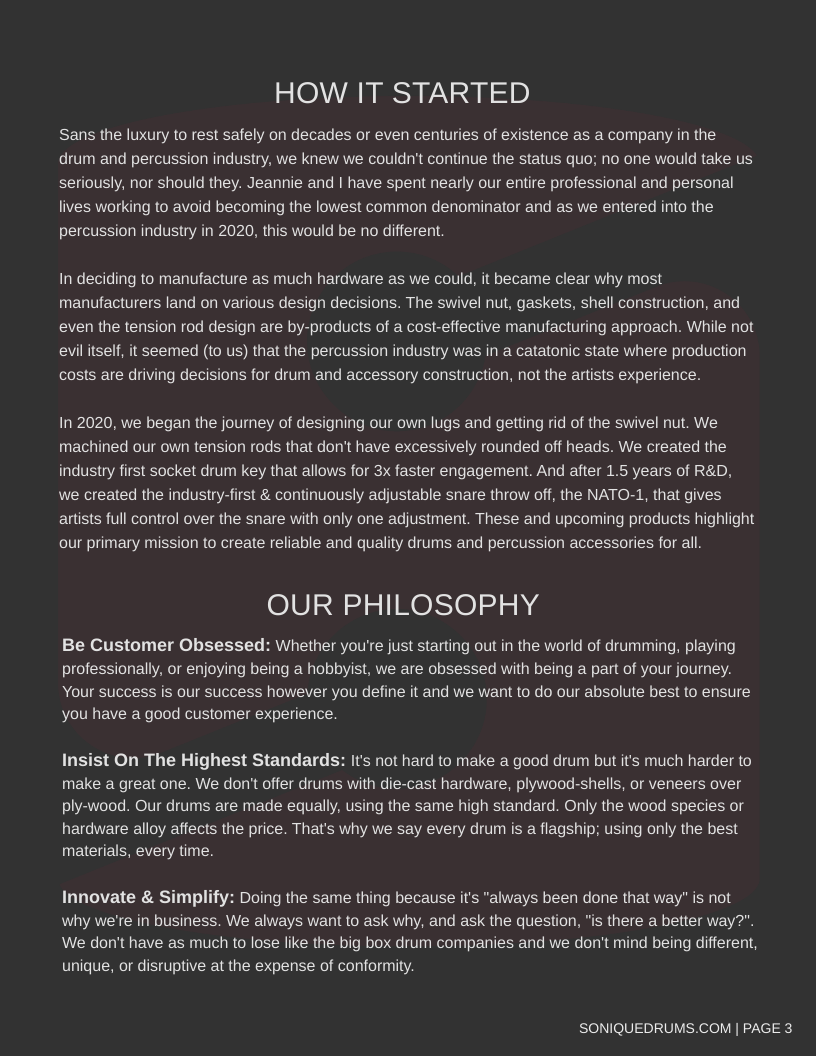 HOW IT STARTED
Sans the luxury to rest safely on decades or even centuries of existence as a company in the
drum and percussion industry, we knew we couldn't continue the status quo; no one would take us
seriously, nor should they. Jeannie and I have spent nearly our entire professional and personal
lives working to avoid becoming the lowest common denominator and as we entered into the
percussion industry in 2020, this would be no different.
In deciding to manufacture as much hardware as we could, it became clear why most
manufacturers land on various design decisions. The swivel nut, gaskets, shell construction, and
even the tension rod design are by-products of a cost-effective manufacturing approach. While not
evil itself, it seemed (to us) that the percussion industry was in a catatonic state where production
costs are driving decisions for drum and accessory construction, not the artists experience.
In 2020, we began the journey of designing our own lugs and getting rid of the swivel nut. We
machined our own tension rods that don't have excessively rounded off heads. We created the
industry first socket drum key that allows for 3x faster engagement. And after 1.5 years of R&D,
we created the industry-first & continuously adjustable snare throw off, the NATO-1, that gives
artists full control over the snare with only one adjustment. These and upcoming products highlight
our primary mission to create reliable and quality drums and percussion accessories for all.
OUR PHILOSOPHY
Be Customer Obsessed: Whether you're just starting out in the world of drumming, playing
professionally, or enjoying being a hobbyist, we are obsessed with being a part of your journey.
Your success is our success however you define it and we want to do our absolute best to ensure
you have a good customer experience.
Insist On The Highest Standards: It's not hard to make a good drum but it's much harder to
make a great one. We don't offer drums with die-cast hardware, plywood-shells, or veneers over
ply-wood. Our drums are made equally, using the same high standard. Only the wood species or
hardware alloy affects the price. That's why we say every drum is a flagship; using only the best
materials, every time.
Innovate & Simplify: Doing the same thing because it's "always been done that way" is not
why we're in business. We always want to ask why, and ask the question, "is there a better way?".
We don't have as much to lose like the big box drum companies and we don't mind being different,
unique, or disruptive at the expense of conformity.
SONIQUEDRUMS.COM | PAGE 3